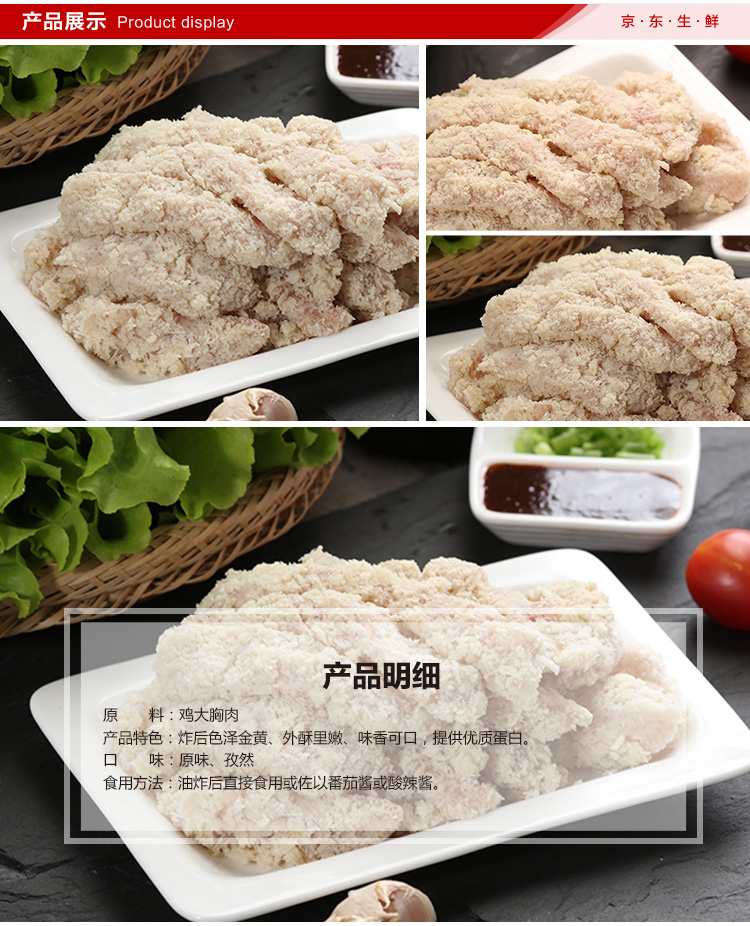 产品展示 Product display 京·东·生·鲜
产品明细
原 料：鸡大胸肉
产品特色：炸后色泽金黄、外酥里嫩、味香可口，提供优质蛋白。
口 味：原味、孜然
食用方法：油炸后直接食用或佐以番茄酱或酸辣酱。